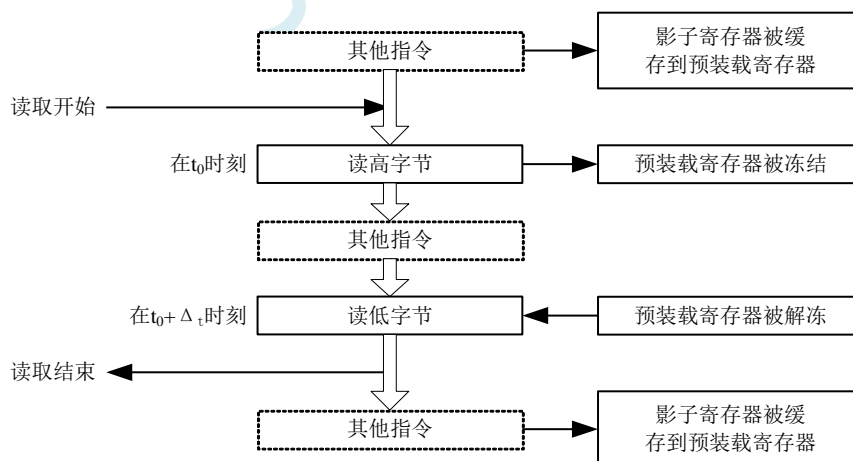 其他指令
影子寄存器被缓
存到预装载寄存器
读取开始
在t₀时刻
读高字节
预装载寄存器被冻结
其他指令
在t₀+Δₜ时刻
读低字节
预装载寄存器被解冻
读取结束
其他指令
影子寄存器被缓
存到预装载寄存器